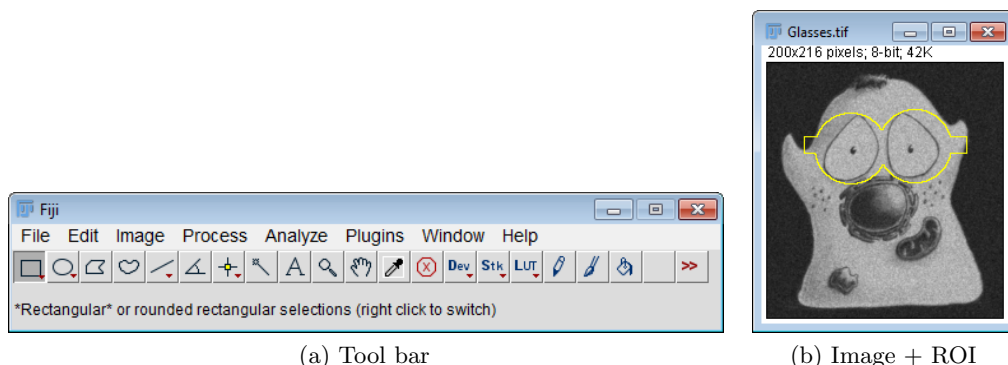 Glasses.tif
200x216 pixels; 8-bit; 42K
Fiji
File Edit Image Process Analyze Plugins Window Help
A Dev Stk LUT >>
*Rectangular* or rounded rectangular selections (right click to switch)
(a) Tool bar
(b) Image + ROI